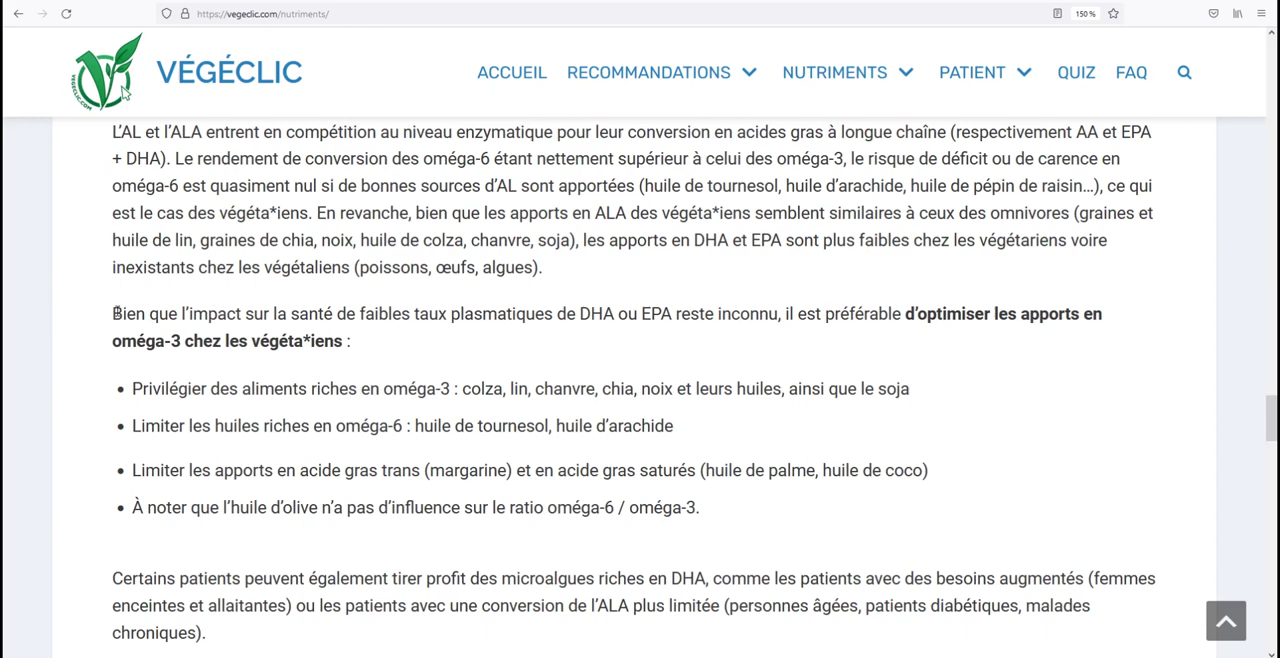 https://vegeclic.com/nutriments/
150 %
VEGECLIC.COM
VÉGÉCLIC
ACCUEIL RECOMMANDATIONS NUTRIMENTS PATIENT QUIZ FAQ
L’AL et l’ALA entrent en compétition au niveau enzymatique pour leur conversion en acides gras à longue chaîne (respectivement AA et EPA
+ DHA). Le rendement de conversion des oméga-6 étant nettement supérieur à celui des oméga-3, le risque de déficit ou de carence en
oméga-6 est quasiment nul si de bonnes sources d’AL sont apportées (huile de tournesol, huile d’arachide, huile de pépin de raisin…), ce qui
est le cas des végéta*iens. En revanche, bien que les apports en ALA des végéta*iens semblent similaires à ceux des omnivores (graines et
huile de lin, graines de chia, noix, huile de colza, chanvre, soja), les apports en DHA et EPA sont plus faibles chez les végétariens voire
inexistants chez les végétaliens (poissons, œufs, algues).
Bien que l’impact sur la santé de faibles taux plasmatiques de DHA ou EPA reste inconnu, il est préférable d’optimiser les apports en
oméga-3 chez les végéta*iens :
• Privilégier des aliments riches en oméga-3 : colza, lin, chanvre, chia, noix et leurs huiles, ainsi que le soja
• Limiter les huiles riches en oméga-6 : huile de tournesol, huile d’arachide
• Limiter les apports en acide gras trans (margarine) et en acide gras saturés (huile de palme, huile de coco)
• À noter que l’huile d’olive n’a pas d’influence sur le ratio oméga-6 / oméga-3.
Certains patients peuvent également tirer profit des microalgues riches en DHA, comme les patients avec des besoins augmentés (femmes
enceintes et allaitantes) ou les patients avec une conversion de l’ALA plus limitée (personnes âgées, patients diabétiques, malades
chroniques).